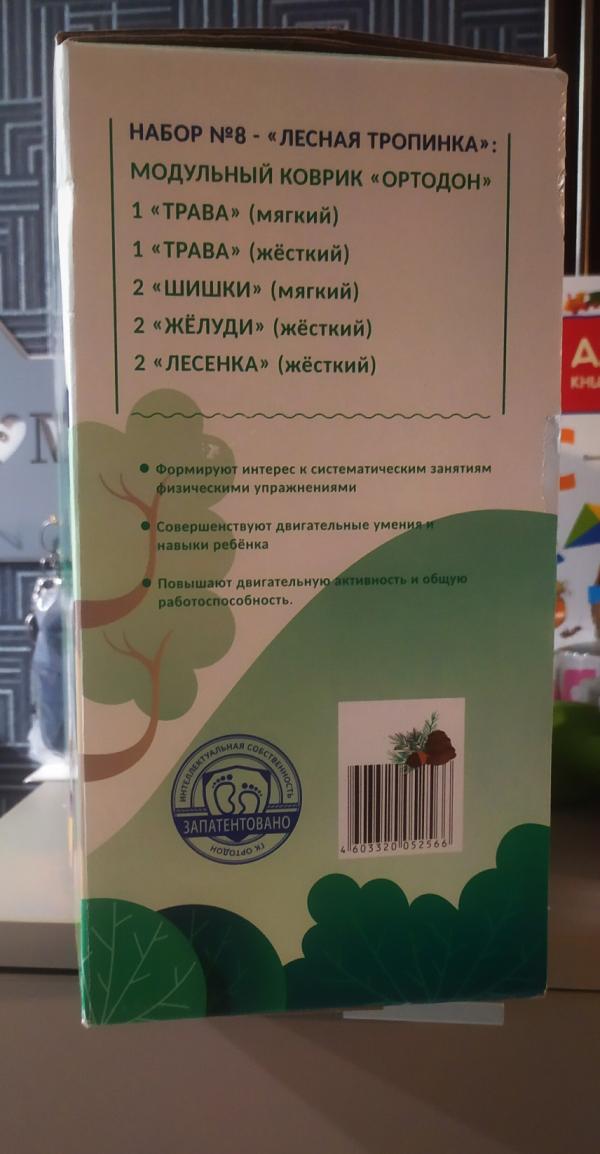 НАБОР №8 - «ЛЕСНАЯ ТРОПИНКА»:
МОДУЛЬНЫЙ КОВРИК «ОРТОДОН»
1 «ТРАВА» (мягкий)
1 «ТРАВА» (жёсткий)
2 «ШИШКИ» (мягкий)
2 «ЖЁЛУДИ» (жёсткий)
2 «ЛЕСЕНКА» (жёсткий)
Формируют интерес к систематическим занятиям
физическими упражнениями
Совершенствуют двигательные умения и
навыки ребёнка
Повышают двигательную активность и общую
работоспособность.
ИНТЕЛЛЕКТУАЛЬНАЯ СОБСТВЕННОСТЬ
ЗАПАТЕНТОВАНО
ГК ОРТОДОН
4 603320 052566